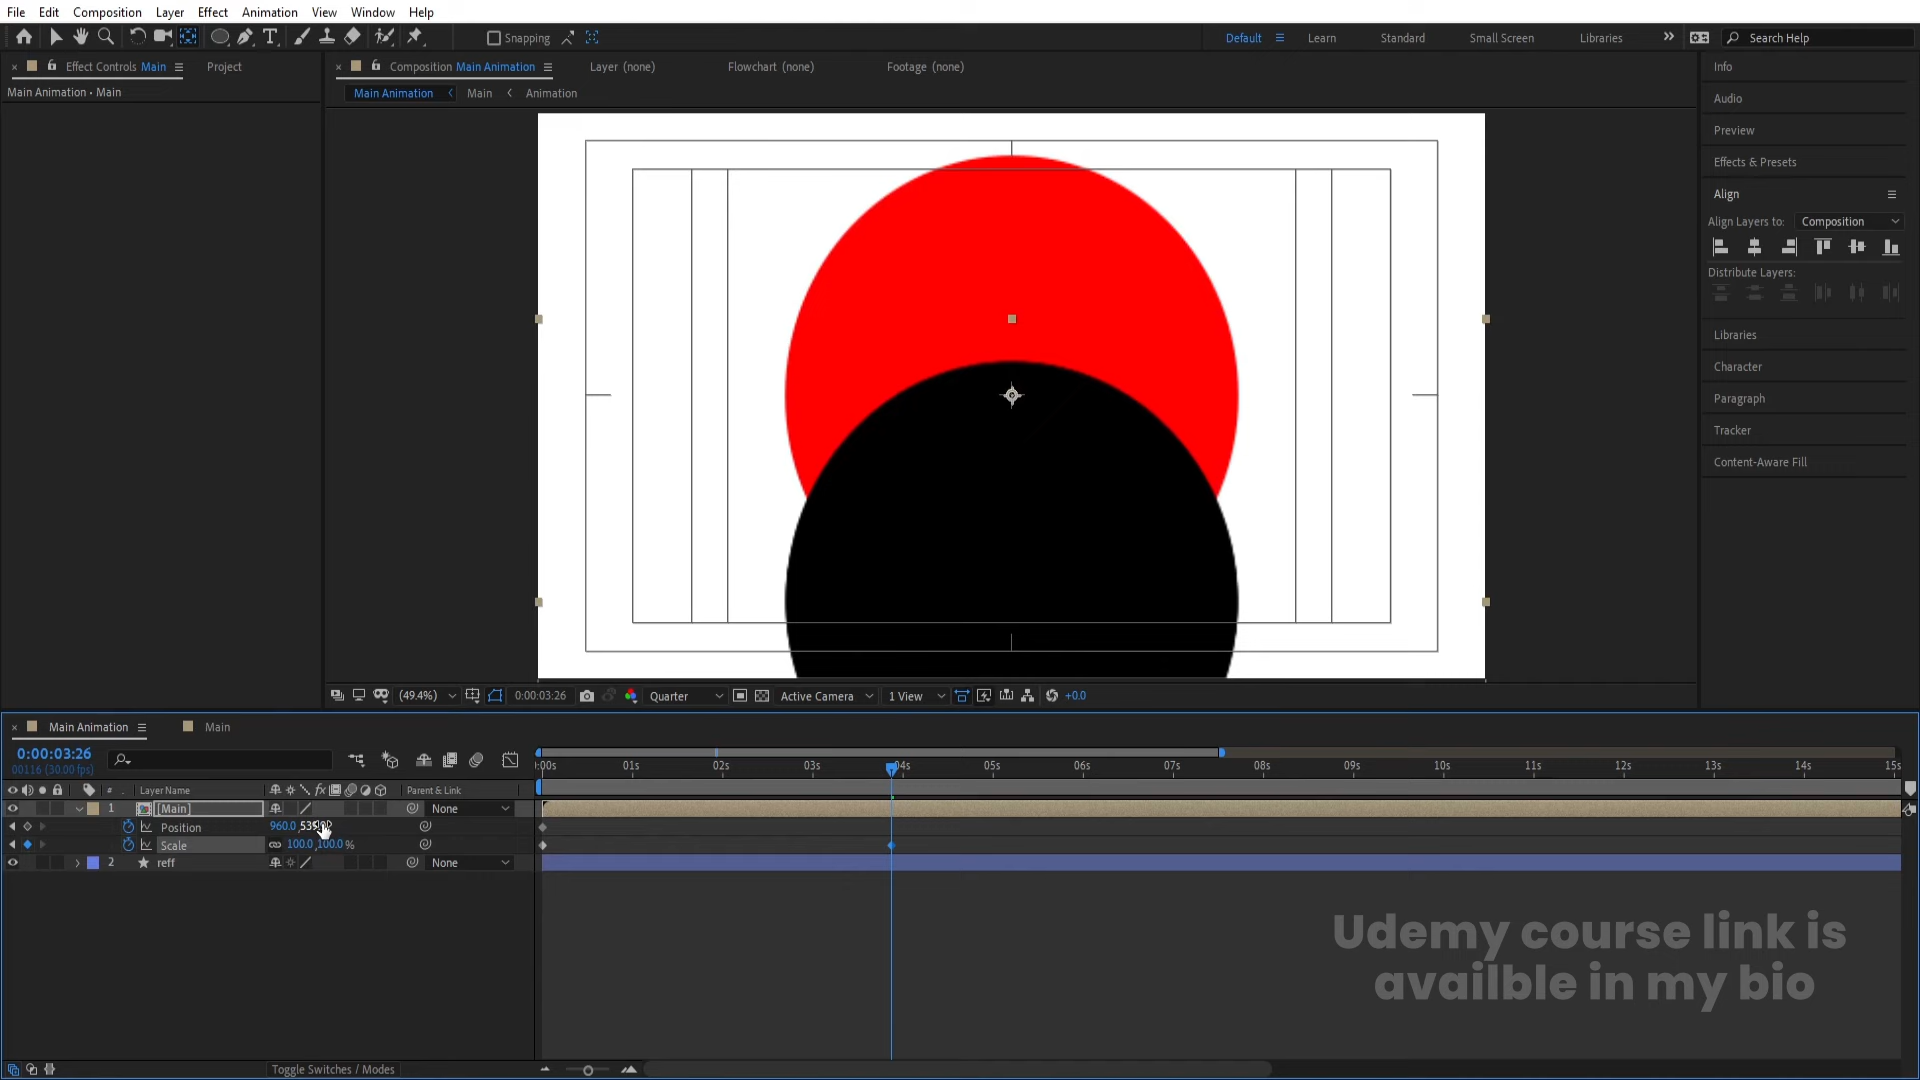 File Edit Composition Layer Effect Animation View Window Help
Snapping Default Learn Standard Small Screen Libraries Search Help
Effect Controls Main Project Composition Main Animation Layer (none) Flowchart (none) Footage (none) Info
Main Animation • Main Main Animation Main Animation
Audio
Preview
Effects & Presets
Align
Align Layers to: Composition
Distribute Layers:
Libraries
Character
Paragraph
Tracker
Content-Aware Fill
(49.4%) 0:00:03:26 Quarter Active Camera 1 View +0.0
Main Animation Main
0:00:03:26
00116 (30.00 fps)
:00s 01s 02s 03s 04s 05s 06s 07s 08s 09s 10s 11s 12s 13s 14s 15s
# Layer Name Parent & Link
1 [Main] None
Position 960.0
Scale 100.0,100.0 %
2 reff None
Udemy course link is
availble in my bio
Toggle Switches / Modes